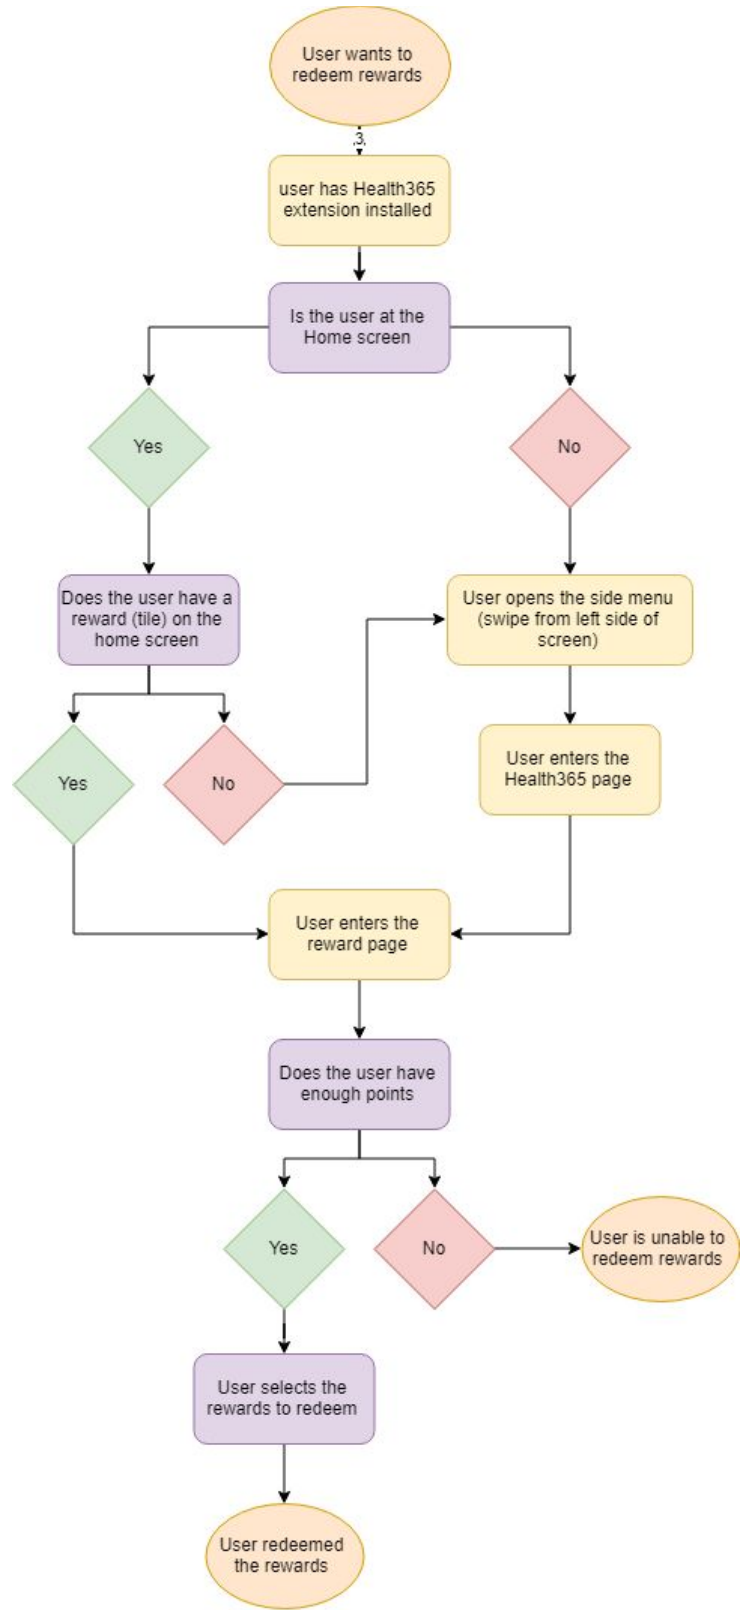 User wants to
redeem rewards
.3.
user has Health365
extension installed
Is the user at the
Home screen
Yes
No
Does the user have a
reward (tile) on the
home screen
User opens the side menu
(swipe from left side of
screen)
Yes
No
User enters the
Health365 page
User enters the
reward page
Does the user have
enough points
Yes
No
User is unable to
redeem rewards
User selects the
rewards to redeem
User redeemed
the rewards